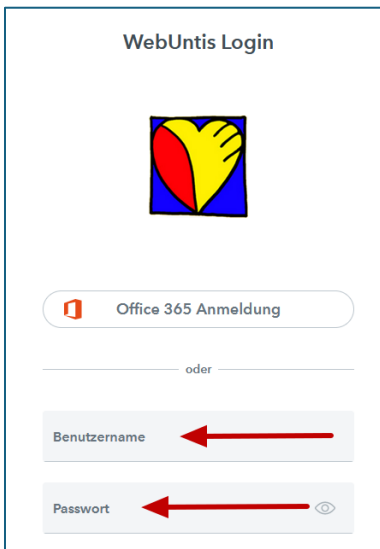 WebUntis Login
Office 365 Anmeldung
oder
Benutzername
Passwort